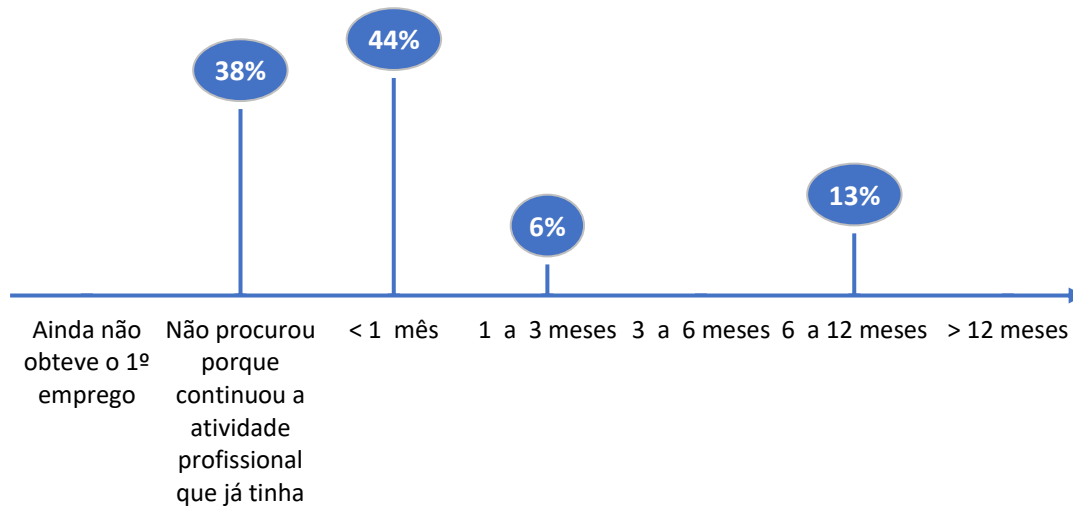 44%
38%
13%
6%
Ainda não
obteve o 1º
emprego
Não procurou
porque
continuou a
atividade
profissional
que já tinha
< 1 mês
1 a 3 meses
3 a 6 meses
6 a 12 meses
> 12 meses